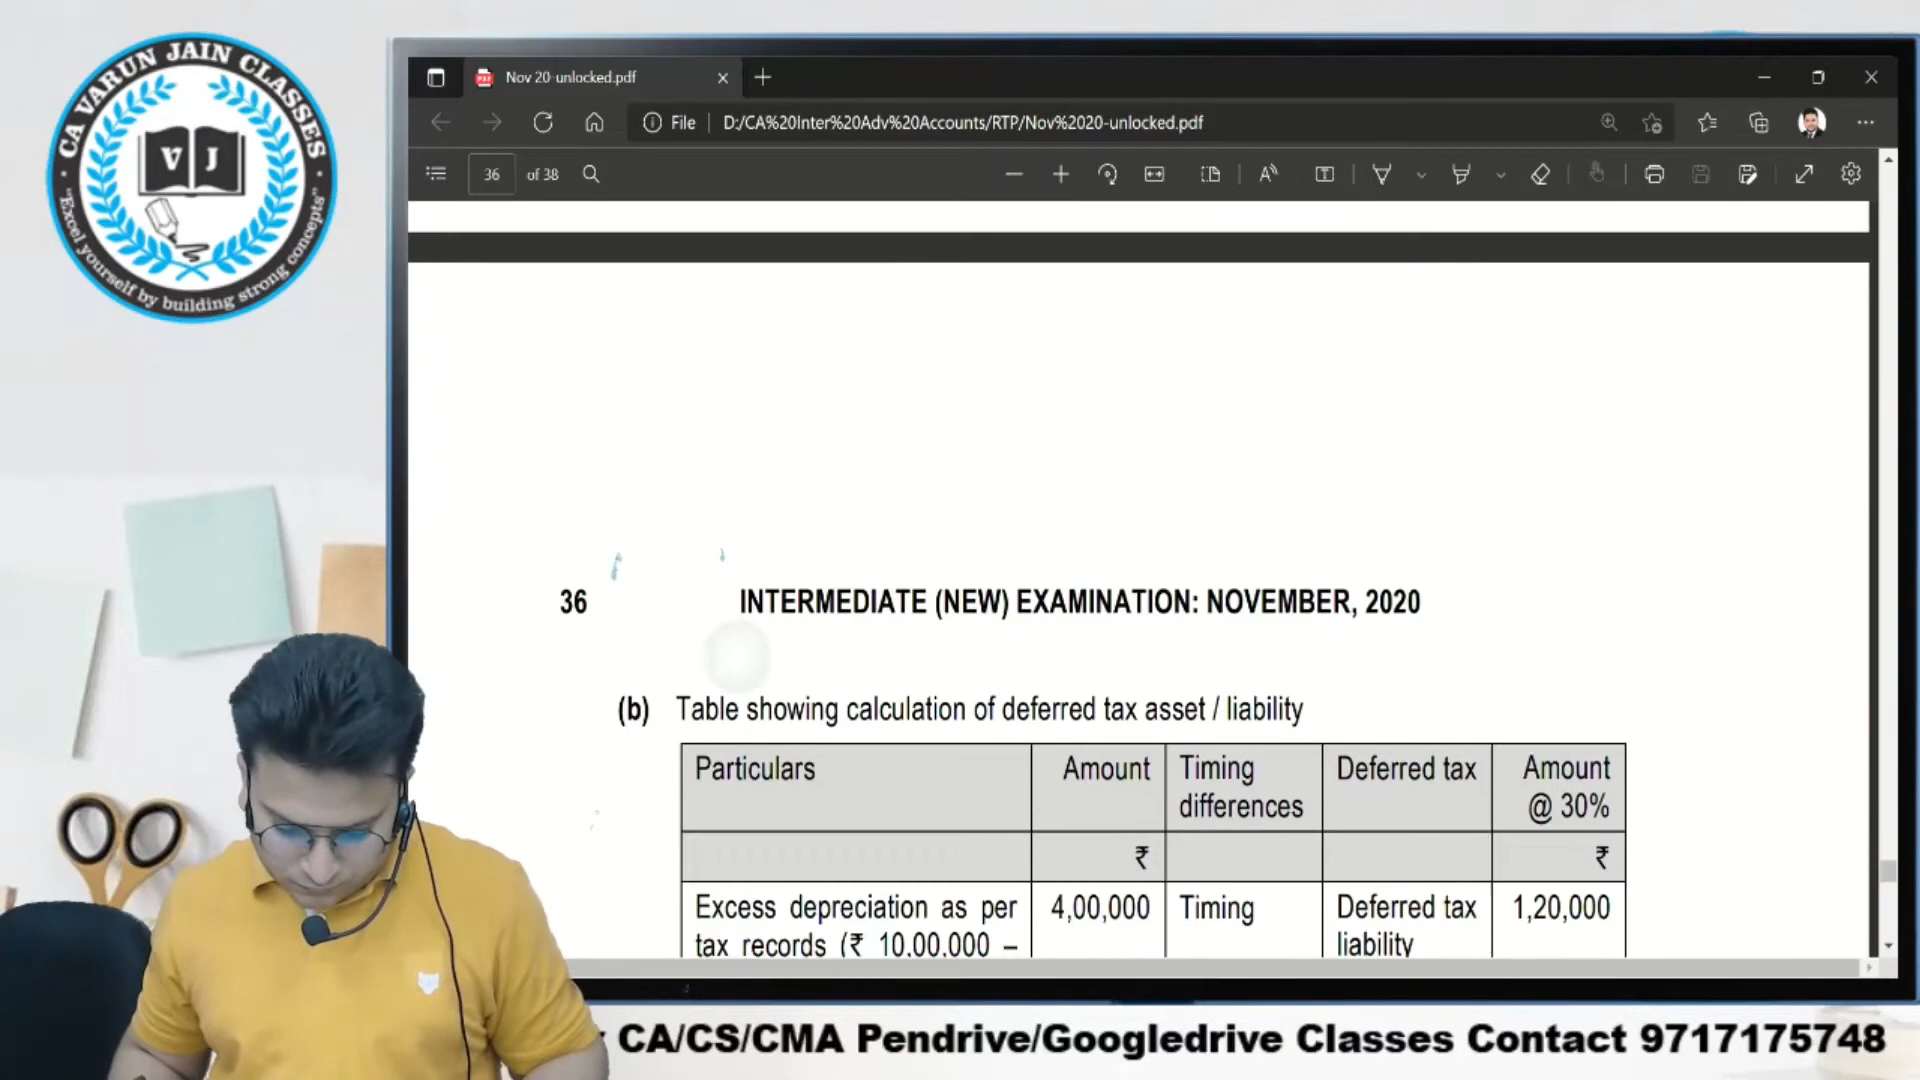 CA VARUN JAIN CLASSES
VJ
"Excel yourself by building strong concepts"
Nov 20-unlocked.pdf
File
D:/CA%20Inter%20Adv%20Accounts/RTP/Nov%2020-unlocked.pdf
36 of 38
36 INTERMEDIATE (NEW) EXAMINATION: NOVEMBER, 2020
(b) Table showing calculation of deferred tax asset / liability
Particulars Amount Timing differences Deferred tax Amount @ 30%
₹ ₹
Excess depreciation as per 4,00,000 Timing Deferred tax 1,20,000
tax records (₹ 10,00,000 – liability
CA/CS/CMA Pendrive/Googledrive Classes Contact 9717175748